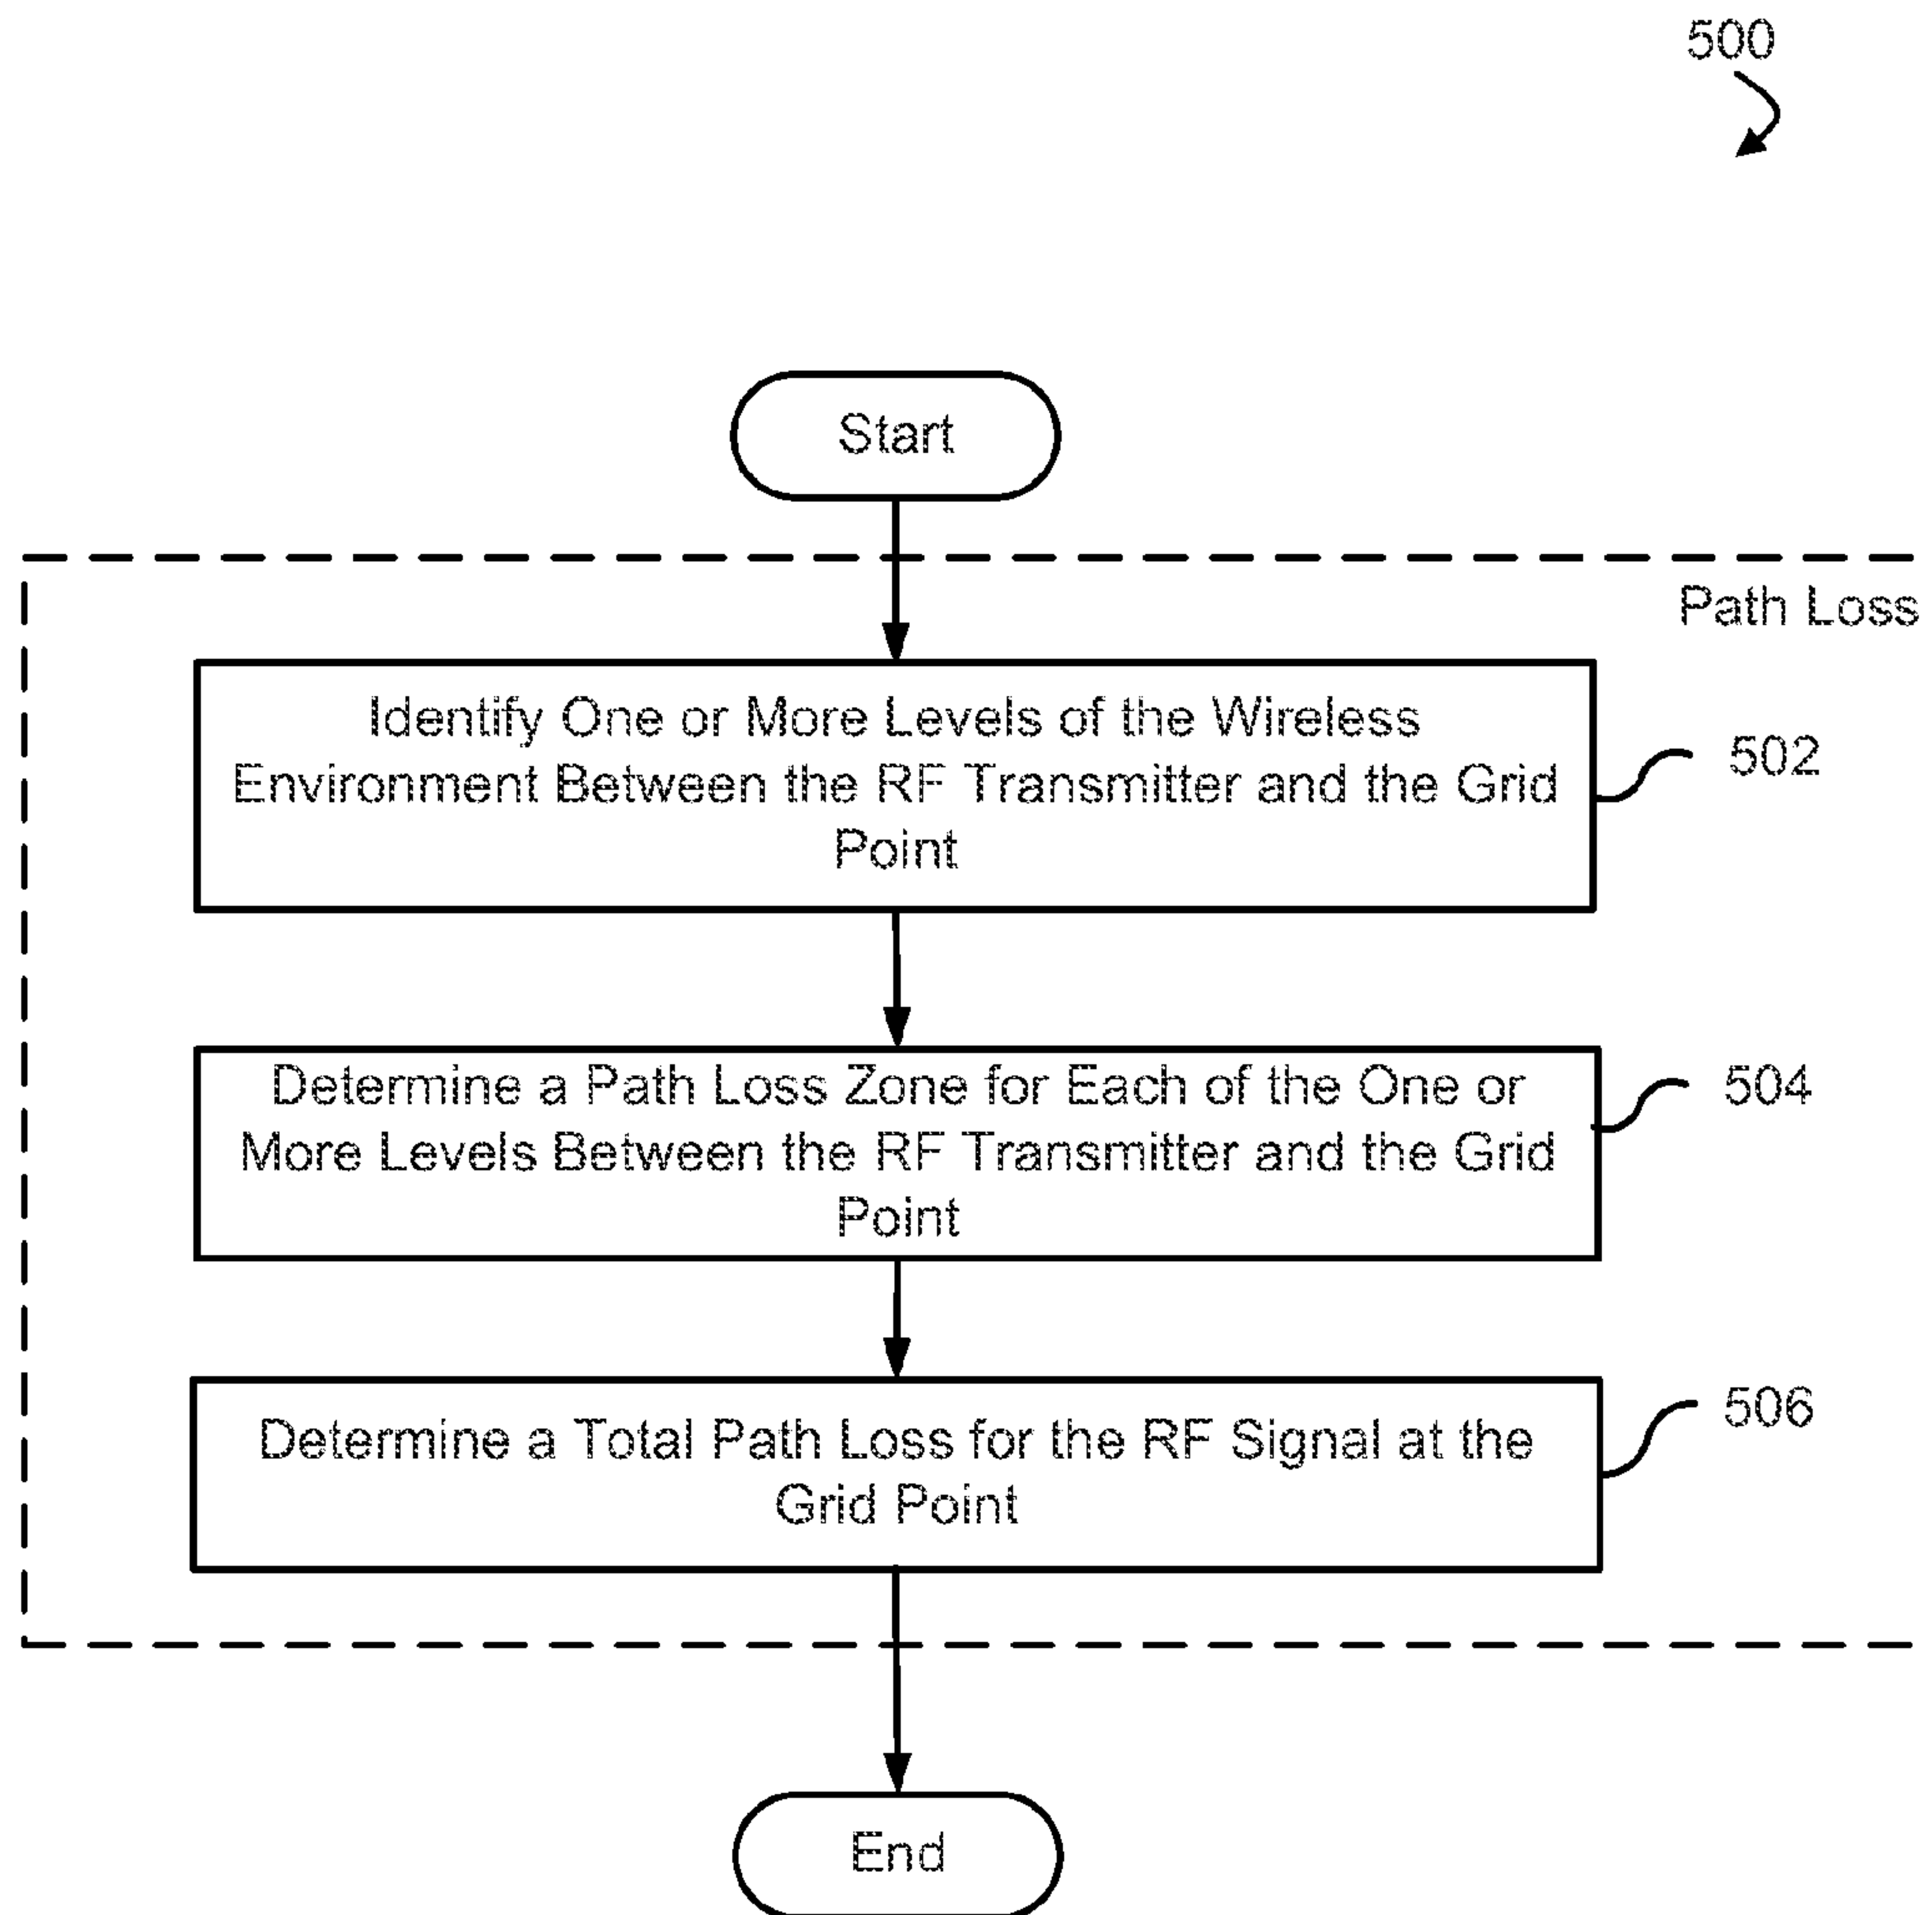 500
Start
Path Loss
Identify One or More Levels of the Wireless
Environment Between the RF Transmitter and the Grid
Point
502
Determine a Path Loss Zone for Each of the One or
More Levels Between the RF Transmitter and the Grid
Point
504
Determine a Total Path Loss for the RF Signal at the
Grid Point
506
End